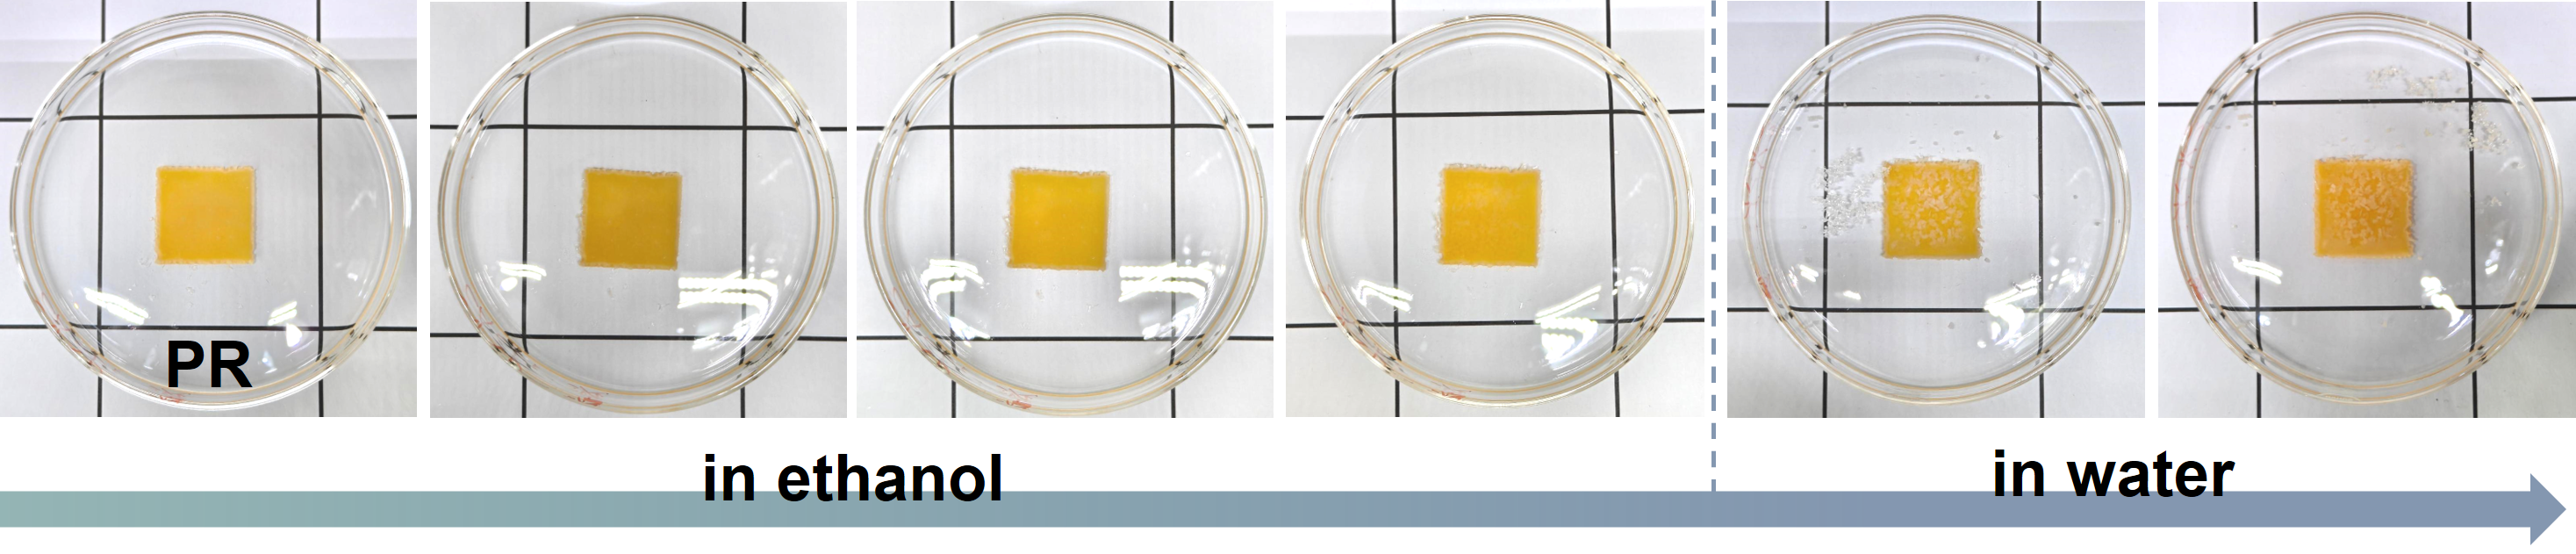 PR
in ethanol
in water